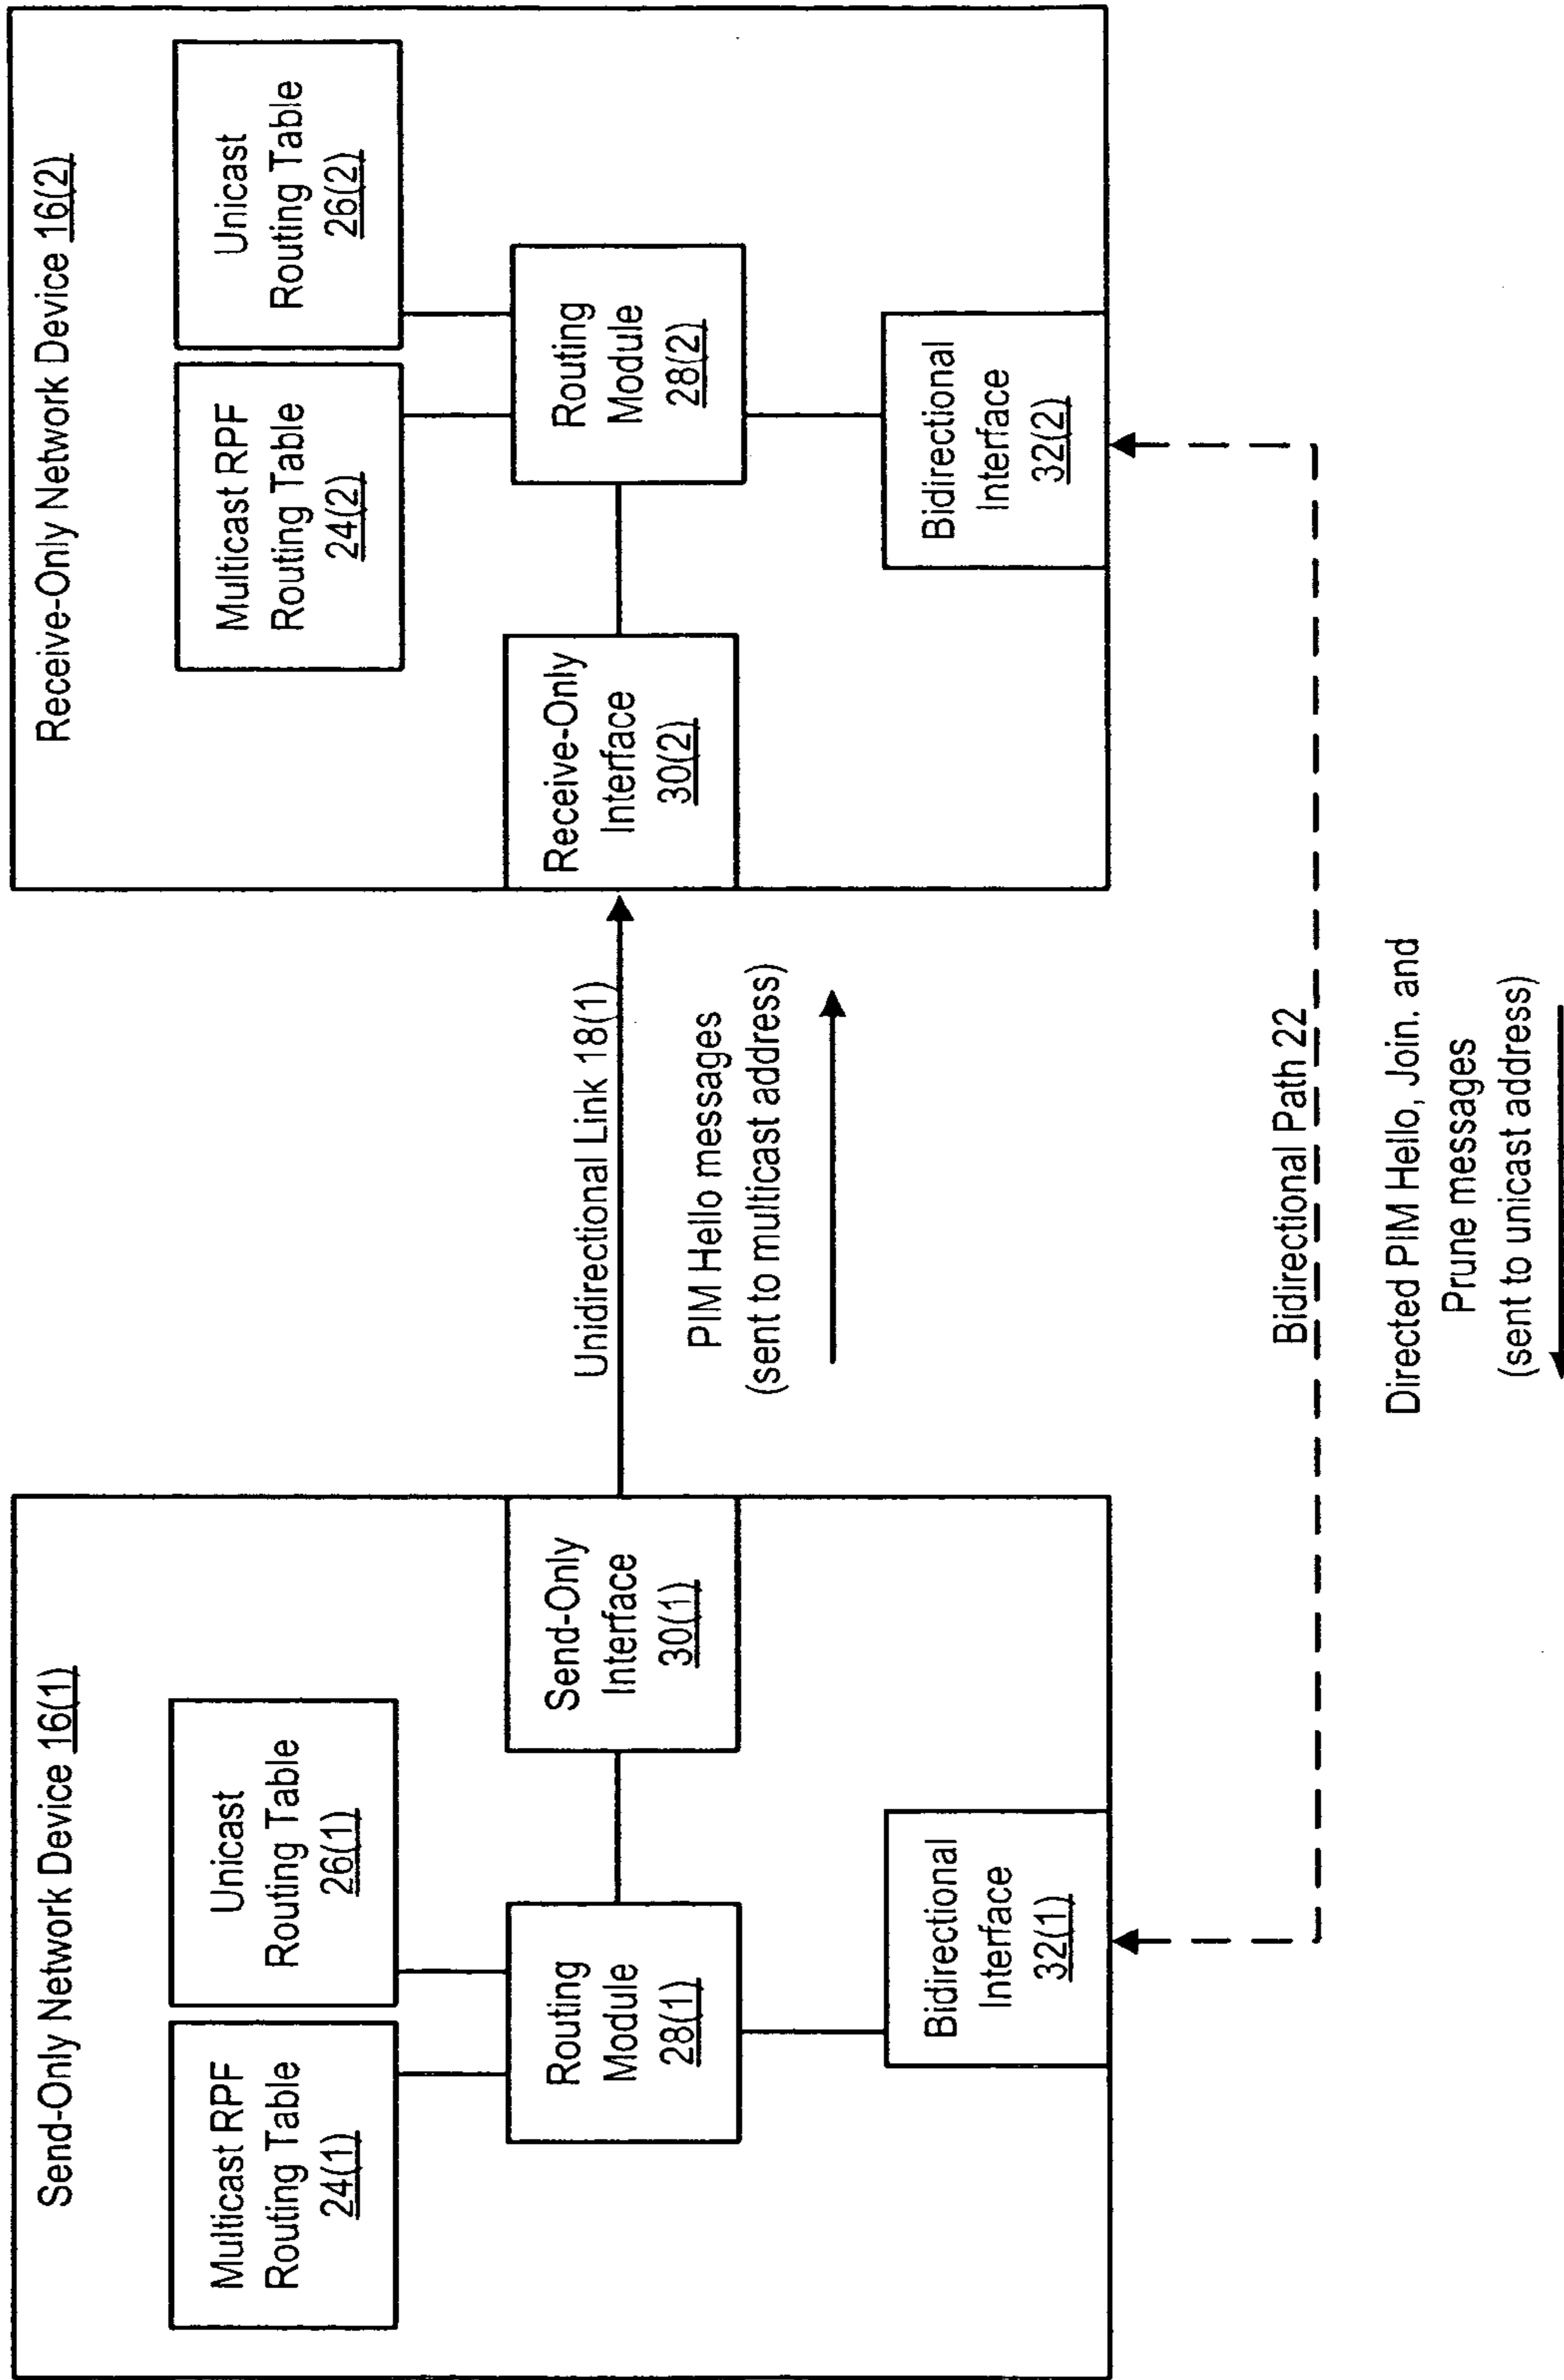 Send-Only Network Device 16(1)
Multicast RPF
Routing Table
24(1)
Unicast
Routing Table
26(1)
Routing
Module
28(1)
Send-Only
Interface
30(1)
Bidirectional
Interface
32(1)
Unidirectional Link 18(1)
PIM Hello messages
(sent to multicast address)
Receive-Only Network Device 16(2)
Multicast RPF
Routing Table
24(2)
Unicast
Routing Table
26(2)
Receive-Only
Interface
30(2)
Routing
Module
28(2)
Bidirectional
Interface
32(2)
Bidirectional Path 22
Directed PIM Hello, Join. and
Prune messages
(sent to unicast address)